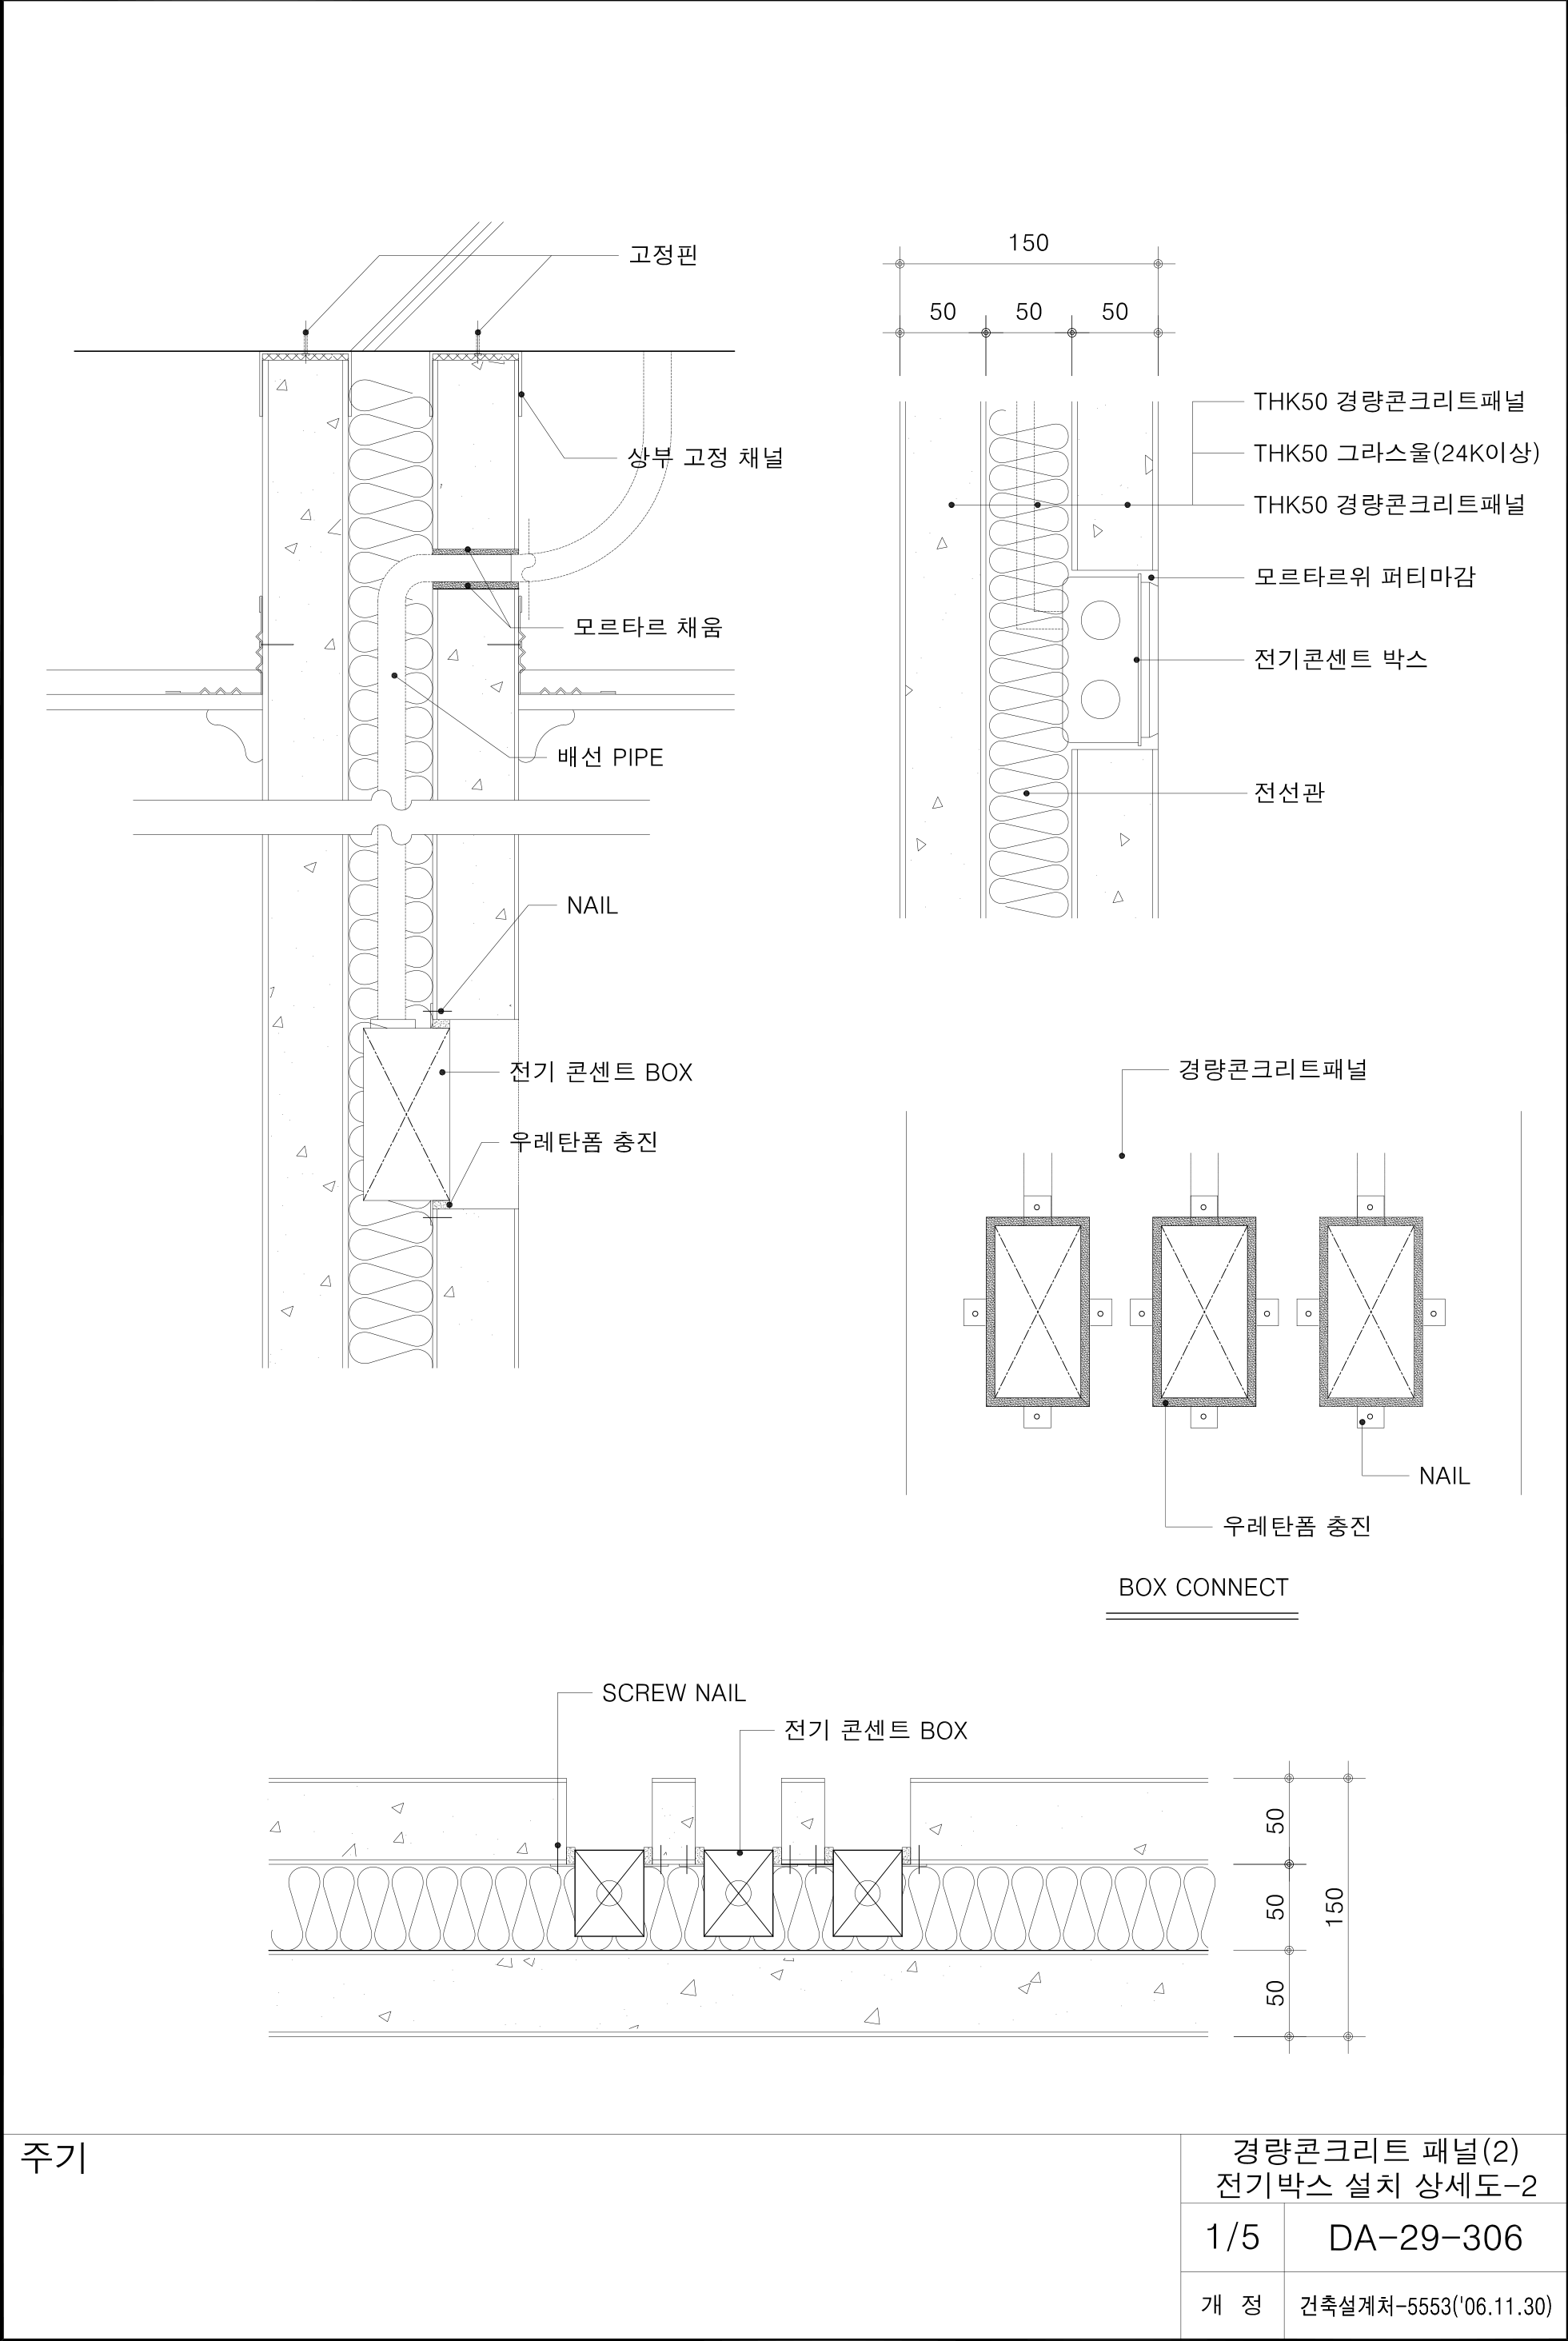 고정핀
상부 고정 채널
모르타르 채움
배선 PIPE
NAIL
전기 콘센트 BOX
우레탄폼 충진
150
50 50 50
THK50 경량콘크리트패널
THK50 그라스울(24K이상)
THK50 경량콘크리트패널
모르타르위 퍼티마감
전기콘센트 박스
전선관
경량콘크리트패널
NAIL
우레탄폼 충진
BOX CONNECT
SCREW NAIL
전기 콘센트 BOX
50
50
50
150
주기
경량콘크리트 패널(2)
전기박스 설치 상세도-2
1/5 DA-29-306
개 정 건축설계처-5553('06.11.30)